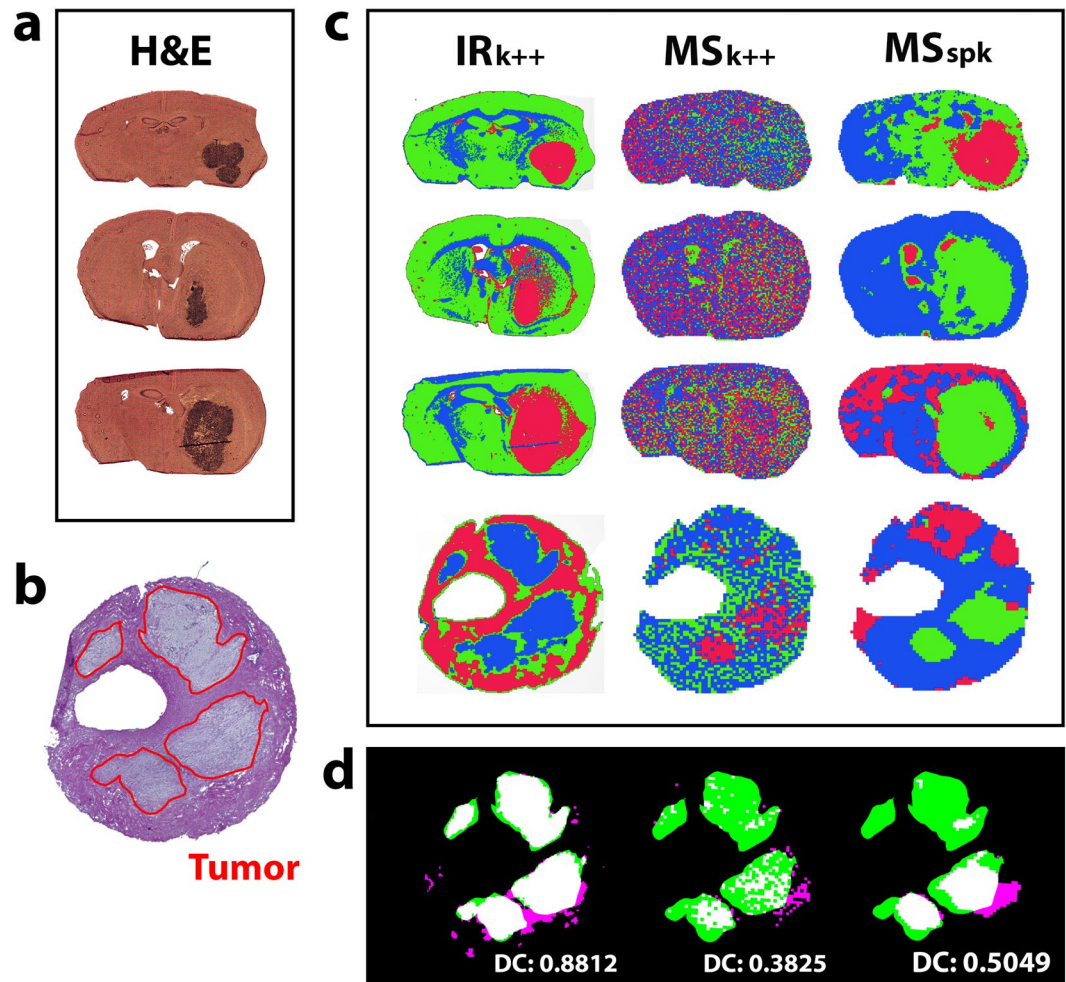 a
H&E
c
IRk++
MSk++
MSspk
b
Tumor
d
DC: 0.8812
DC: 0.3825
DC: 0.5049